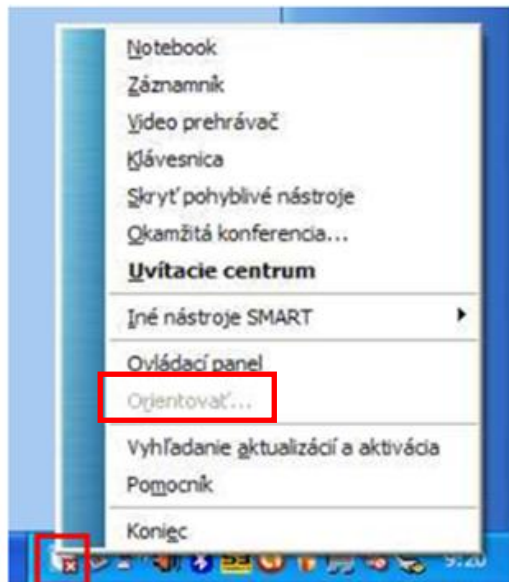 Notebook
Záznamník
Video prehrávač
Klávesnica
Skryť pohyblivé nástroje
Okamžitá konferencia...
Uvítacie centrum
Iné nástroje SMART
Ovládací panel
Orientovať...
Vyhľadanie aktualizácií a aktivácia
Pomocník
Koniec
53 9:20